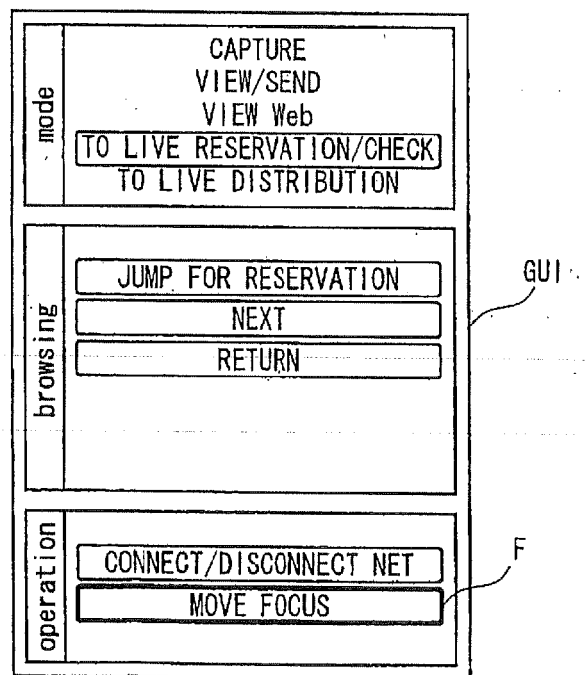 mode
CAPTURE
VIEW/SEND
VIEW Web
TO LIVE RESERVATION/CHECK
TO LIVE DISTRIBUTION
browsing
JUMP FOR RESERVATION
NEXT
RETURN
GUI
operation
CONNECT/DISCONNECT NET
MOVE FOCUS
F